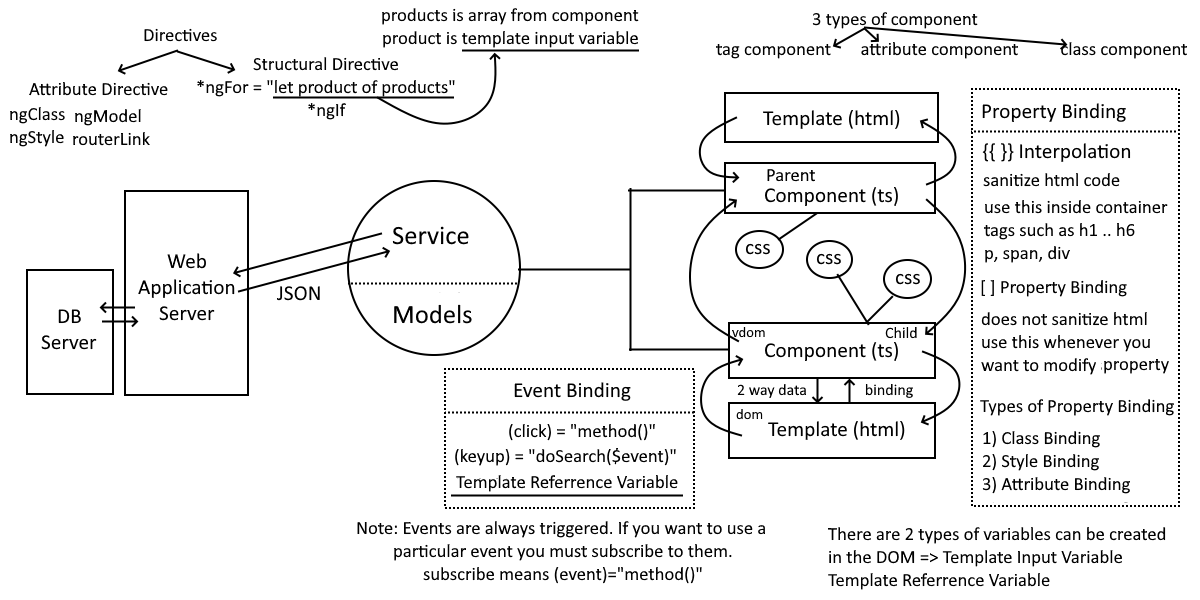 Directives
Attribute Directive
ngClass ngModel
ngStyle routerLink
Structural Directive
*ngFor = "let product of products"
*ngIf
products is array from component
product is template input variable
3 types of component
tag component
attribute component
class component
DB
Server
Web
Application
Server
JSON
Service
Models
Template (html)
Parent
Component (ts)
css
css
css
vdom
Child
Component (ts)
2 way data
binding
dom
Template (html)
Event Binding
(click) = "method()"
(keyup) = "doSearch($event)"
Template Referrence Variable
Note: Events are always triggered. If you want to use a
particular event you must subscribe to them.
subscribe means (event)="method()"
Property Binding
{{ }} Interpolation
sanitize html code
use this inside container
tags such as h1 .. h6
p, span, div
[ ] Property Binding
does not sanitize html
use this whenever you
want to modify property
Types of Property Binding
1) Class Binding
2) Style Binding
3) Attribute Binding
There are 2 types of variables can be created
in the DOM => Template Input Variable
Template Referrence Variable